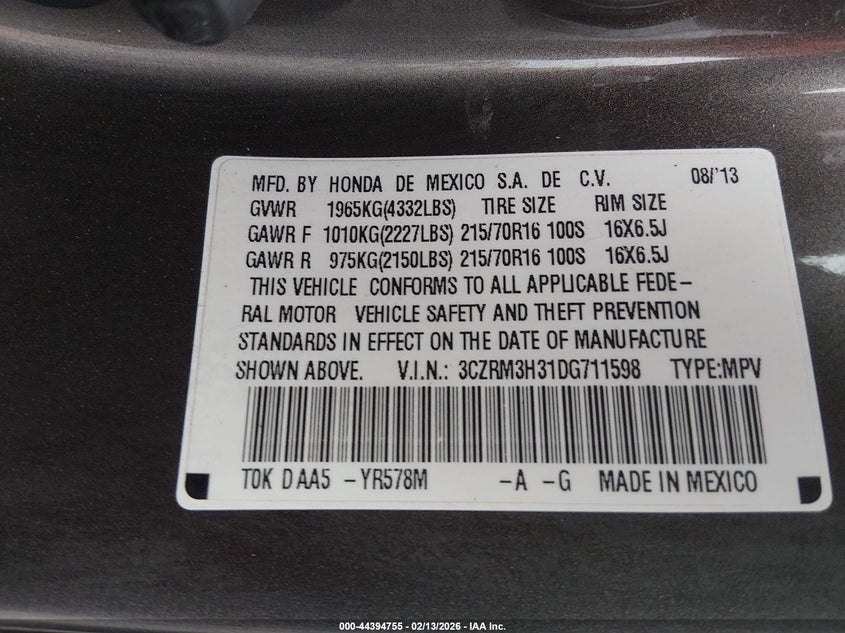 MFD. BY HONDA DE MEXICO S.A. DE C.V. 08/'13
GVWR 1965KG(4332LBS) TIRE SIZE RIM SIZE
GAWR F 1010KG(2227LBS) 215/70R16 100S 16X6.5J
GAWR R 975KG(2150LBS) 215/70R16 100S 16X6.5J
THIS VEHICLE CONFORMS TO ALL APPLICABLE FEDE-
RAL MOTOR VEHICLE SAFETY AND THEFT PREVENTION
STANDARDS IN EFFECT ON THE DATE OF MANUFACTURE
SHOWN ABOVE. V.I.N.: 3CZRM3H31DG711598 TYPE:MPV
T0K D AA5 -YR578M -A -G MADE IN MEXICO
000-44394755 - 02/13/2026 - IAA Inc.